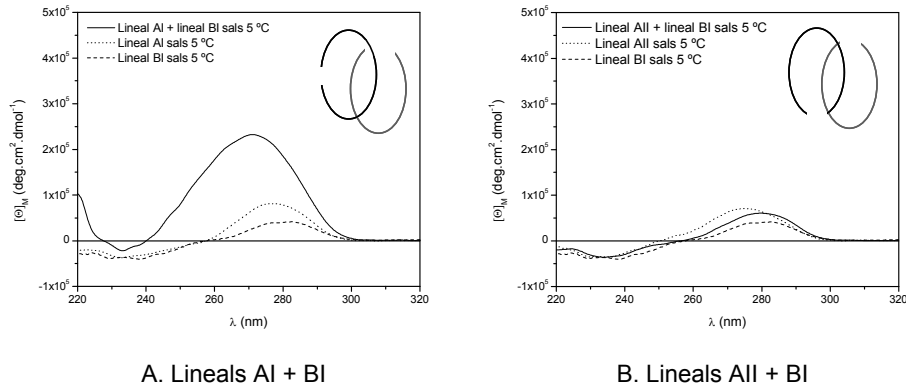 Lineal AI + lineal BI sals 5 ºC
Lineal AI sals 5 ºC
Lineal BI sals 5 ºC
5x10⁵
4x10⁵
3x10⁵
2x10⁵
1x10⁵
0
-1x10⁵
[Θ]M (deg.cm².dmol⁻¹)
220 240 260 280 300 320
λ (nm)
A. Lineals AI + BI
Lineal AII + lineal BI sals 5 ºC
Lineal AII sals 5 ºC
Lineal BI sals 5 ºC
5x10⁵
4x10⁵
3x10⁵
2x10⁵
1x10⁵
0
-1x10⁵
[Θ]M (deg.cm².dmol⁻¹)
220 240 260 280 300 320
λ (nm)
B. Lineals AII + BI